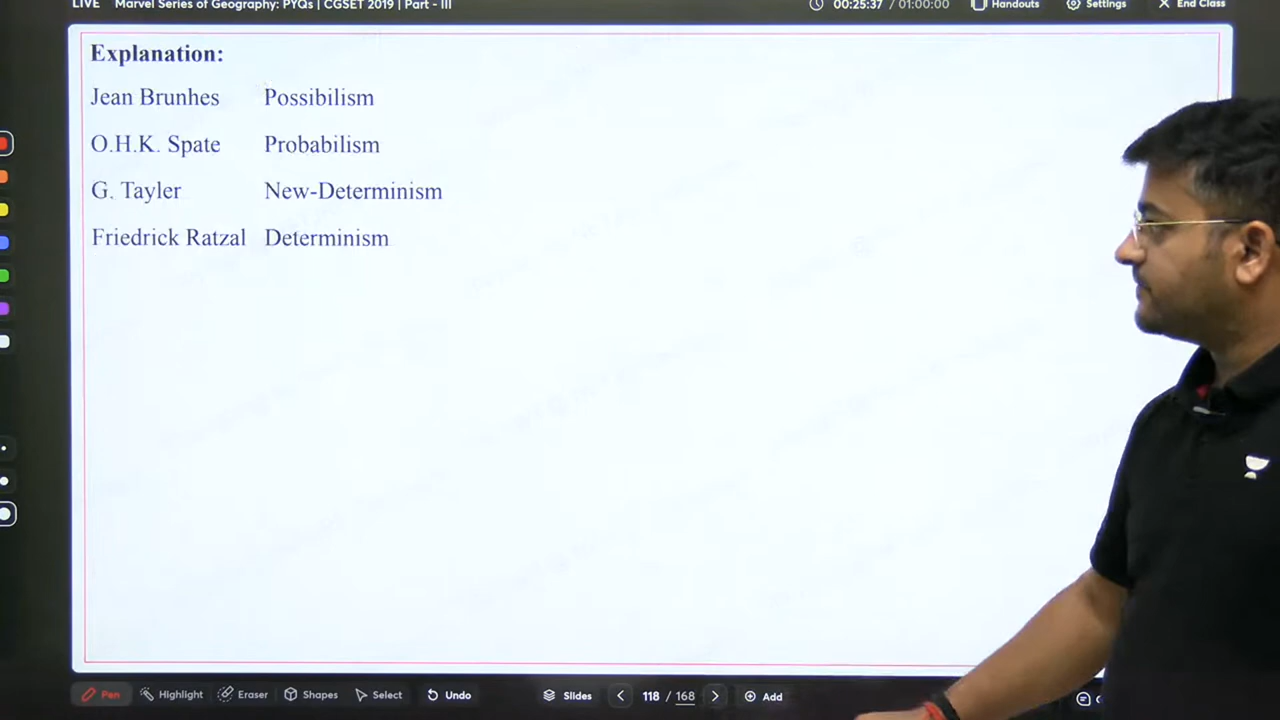 LIVE Marvel Series of Geography: PYQs | CGSET 2019 | Part - III 00:25:37 / 01:00:00 Handouts Settings End Class
Explanation:
Jean Brunhes Possibilism
O.H.K. Spate Probabilism
G. Tayler New-Determinism
Friedrick Ratzal Determinism
Pen Highlight Eraser Shapes Select Undo Slides 118 / 168 Add